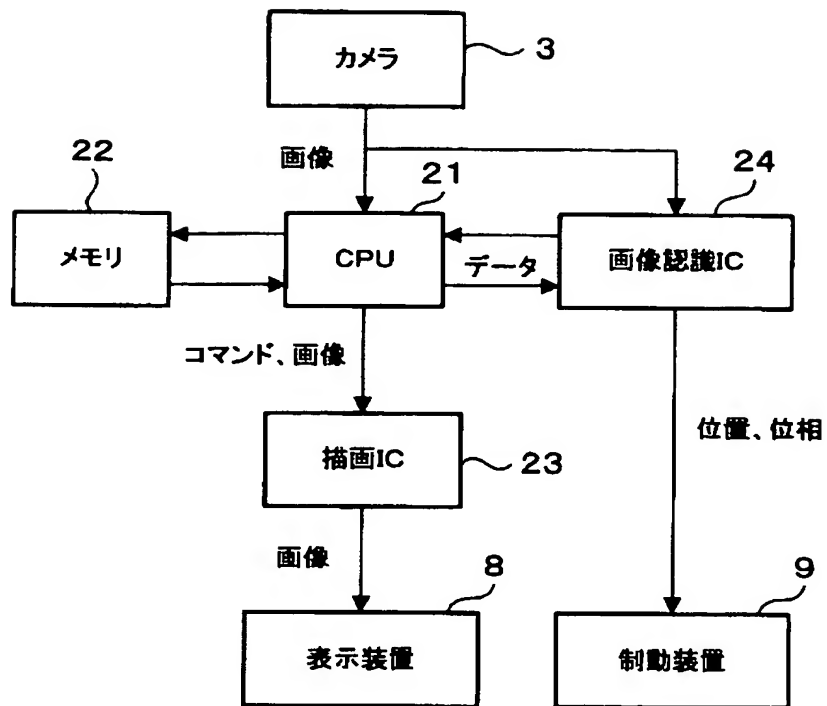 カメラ
3
画像
22
21
24
メモリ
CPU
データ
画像認識IC
コマンド、画像
描画IC
23
位置、位相
画像
8
9
表示装置
制動装置